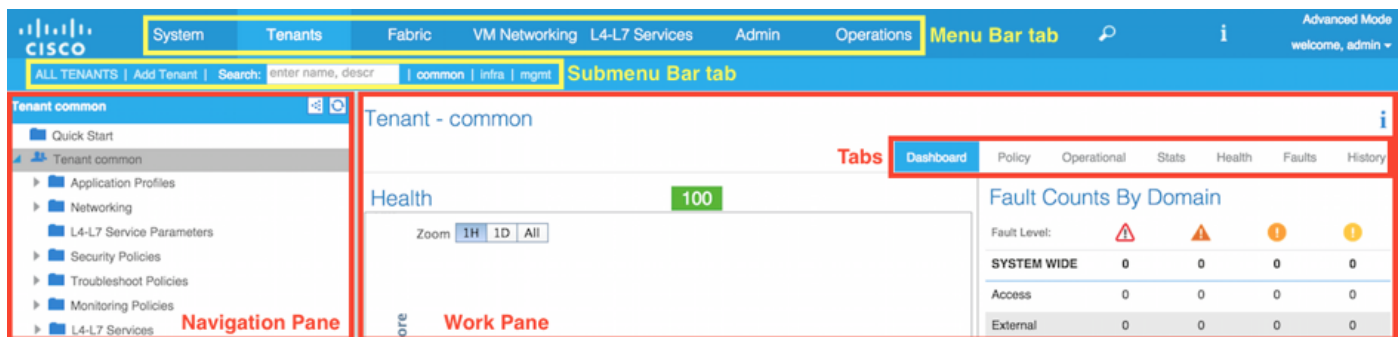 Advanced Mode
CISCO System Tenants Fabric VM Networking L4-L7 Services Admin Operations Menu Bar tab i welcome, admin
ALL TENANTS | Add Tenant | Search: enter name, descr | common | infra | mgmt Submenu Bar tab
Tenant common
Quick Start
Tenant common
Application Profiles
Networking
L4-L7 Service Parameters
Security Policies
Troubleshoot Policies
Monitoring Policies
L4-L7 Services
Navigation Pane
Tenant - common i
Tabs Dashboard Policy Operational Stats Health Faults History
Health 100
Zoom 1H 1D All
ore
Work Pane
Fault Counts By Domain
Fault Level:
SYSTEM WIDE 0 0 0 0
Access 0 0 0 0
External 0 0 0 0